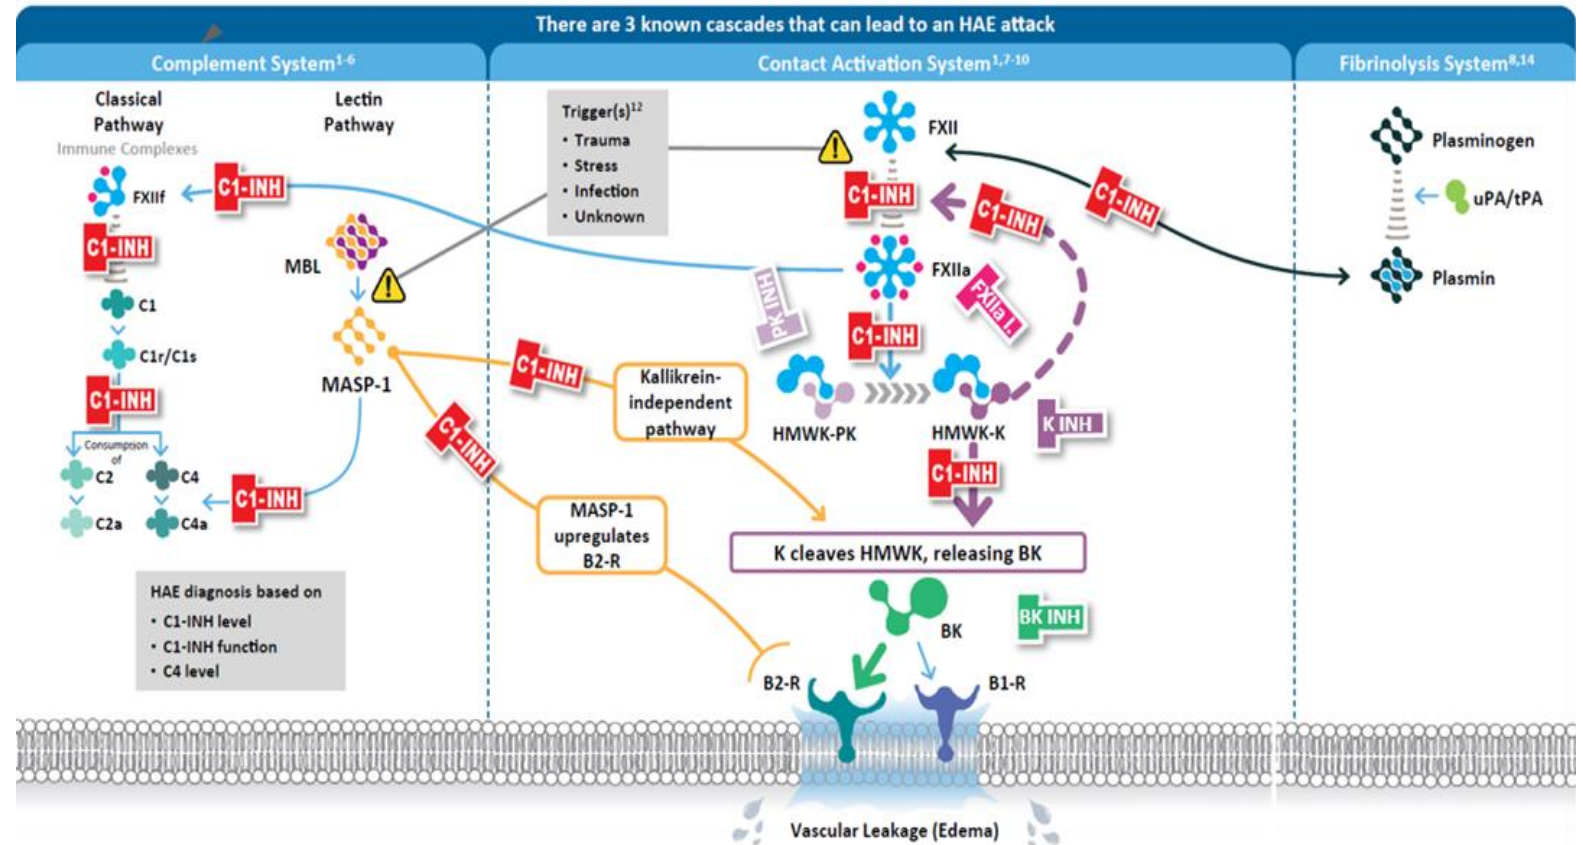 There are 3 known cascades that can lead to an HAE attack
Complement System1-6
Contact Activation System1,7-10
Fibrinolysis System8,14
Classical
Pathway
Immune Complexes
Lectin
Pathway
FXIIf
C1-INH
C1-INH
C1
C1r/C1s
C1-INH
Consumption
of
C2
C4
C2a
C4a
C1-INH
MBL
MASP-1
HAE diagnosis based on
• C1-INH level
• C1-INH function
• C4 level
Trigger(s)12
• Trauma
• Stress
• Infection
• Unknown
FXII
C1-INH
C1-INH
FXIIa
FXIIa I.
PK INH
C1-INH
HMWK-PK
HMWK-K
K INH
C1-INH
C1-INH
Kallikrein-
independent
pathway
C1-INH
MASP-1
upregulates
B2-R
K cleaves HMWK, releasing BK
BK
BK INH
B2-R
B1-R
Vascular Leakage (Edema)
C1-INH
Plasminogen
uPA/tPA
Plasmin